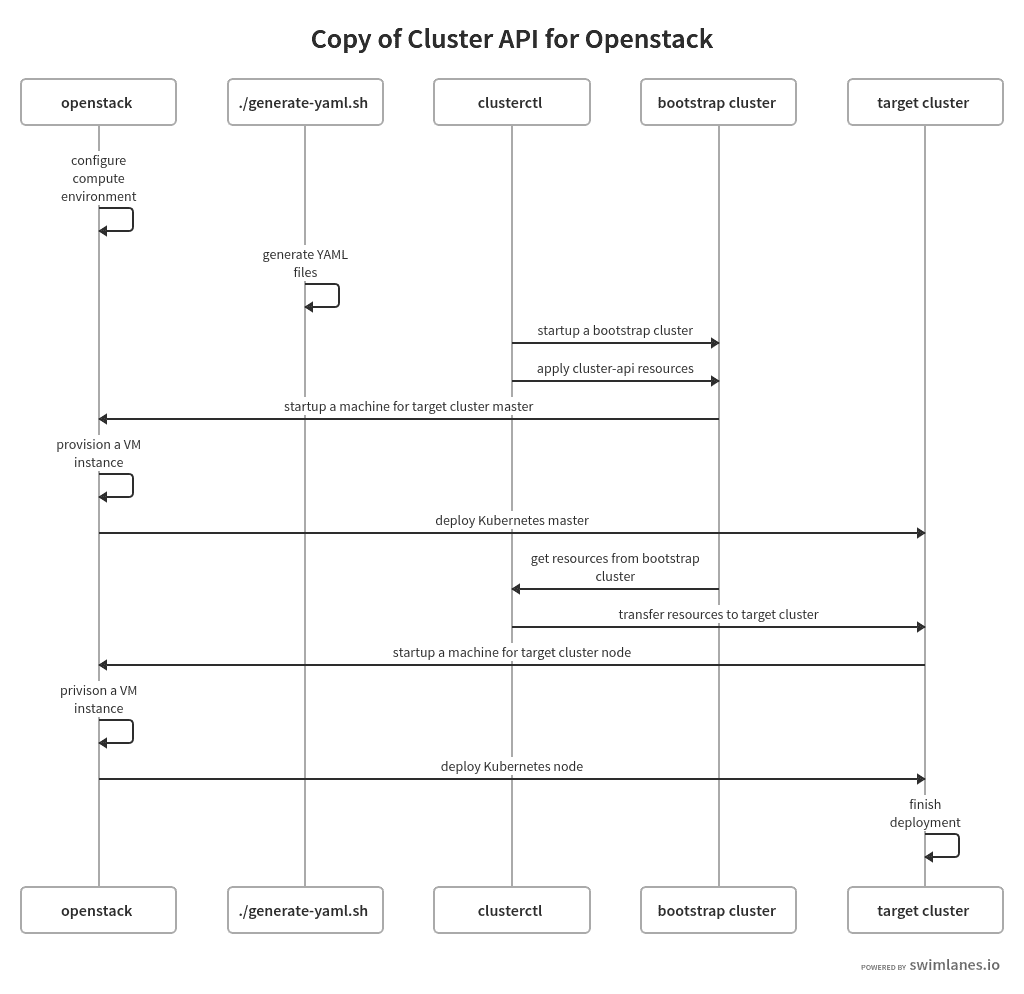 Copy of Cluster API for Openstack
openstack
./generate-yaml.sh
clusterctl
bootstrap cluster
target cluster
configure
compute
environment
generate YAML
files
startup a bootstrap cluster
apply cluster-api resources
startup a machine for target cluster master
provision a VM
instance
deploy Kubernetes master
get resources from bootstrap
cluster
transfer resources to target cluster
startup a machine for target cluster node
privison a VM
instance
deploy Kubernetes node
finish
deployment
openstack
./generate-yaml.sh
clusterctl
bootstrap cluster
target cluster
POWERED BY swimlanes.io